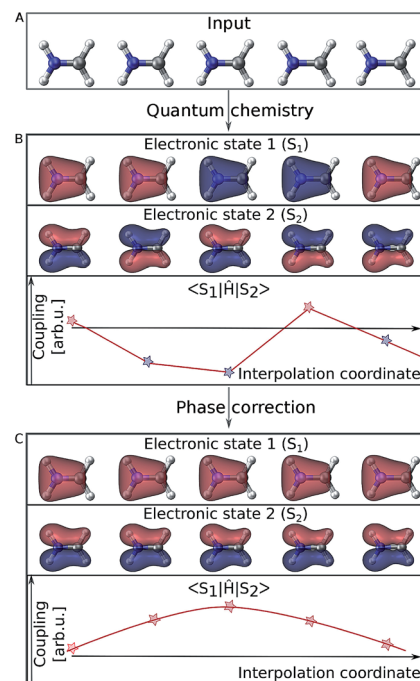 A
Input
Quantum chemistry
B
Electronic state 1 (S₁)
Electronic state 2 (S₂)
<S₁|Ĥ|S₂>
Coupling
[arb.u.]
Interpolation coordinate
Phase correction
C
Electronic state 1 (S₁)
Electronic state 2 (S₂)
<S₁|Ĥ|S₂>
Coupling
[arb.u.]
Interpolation coordinate